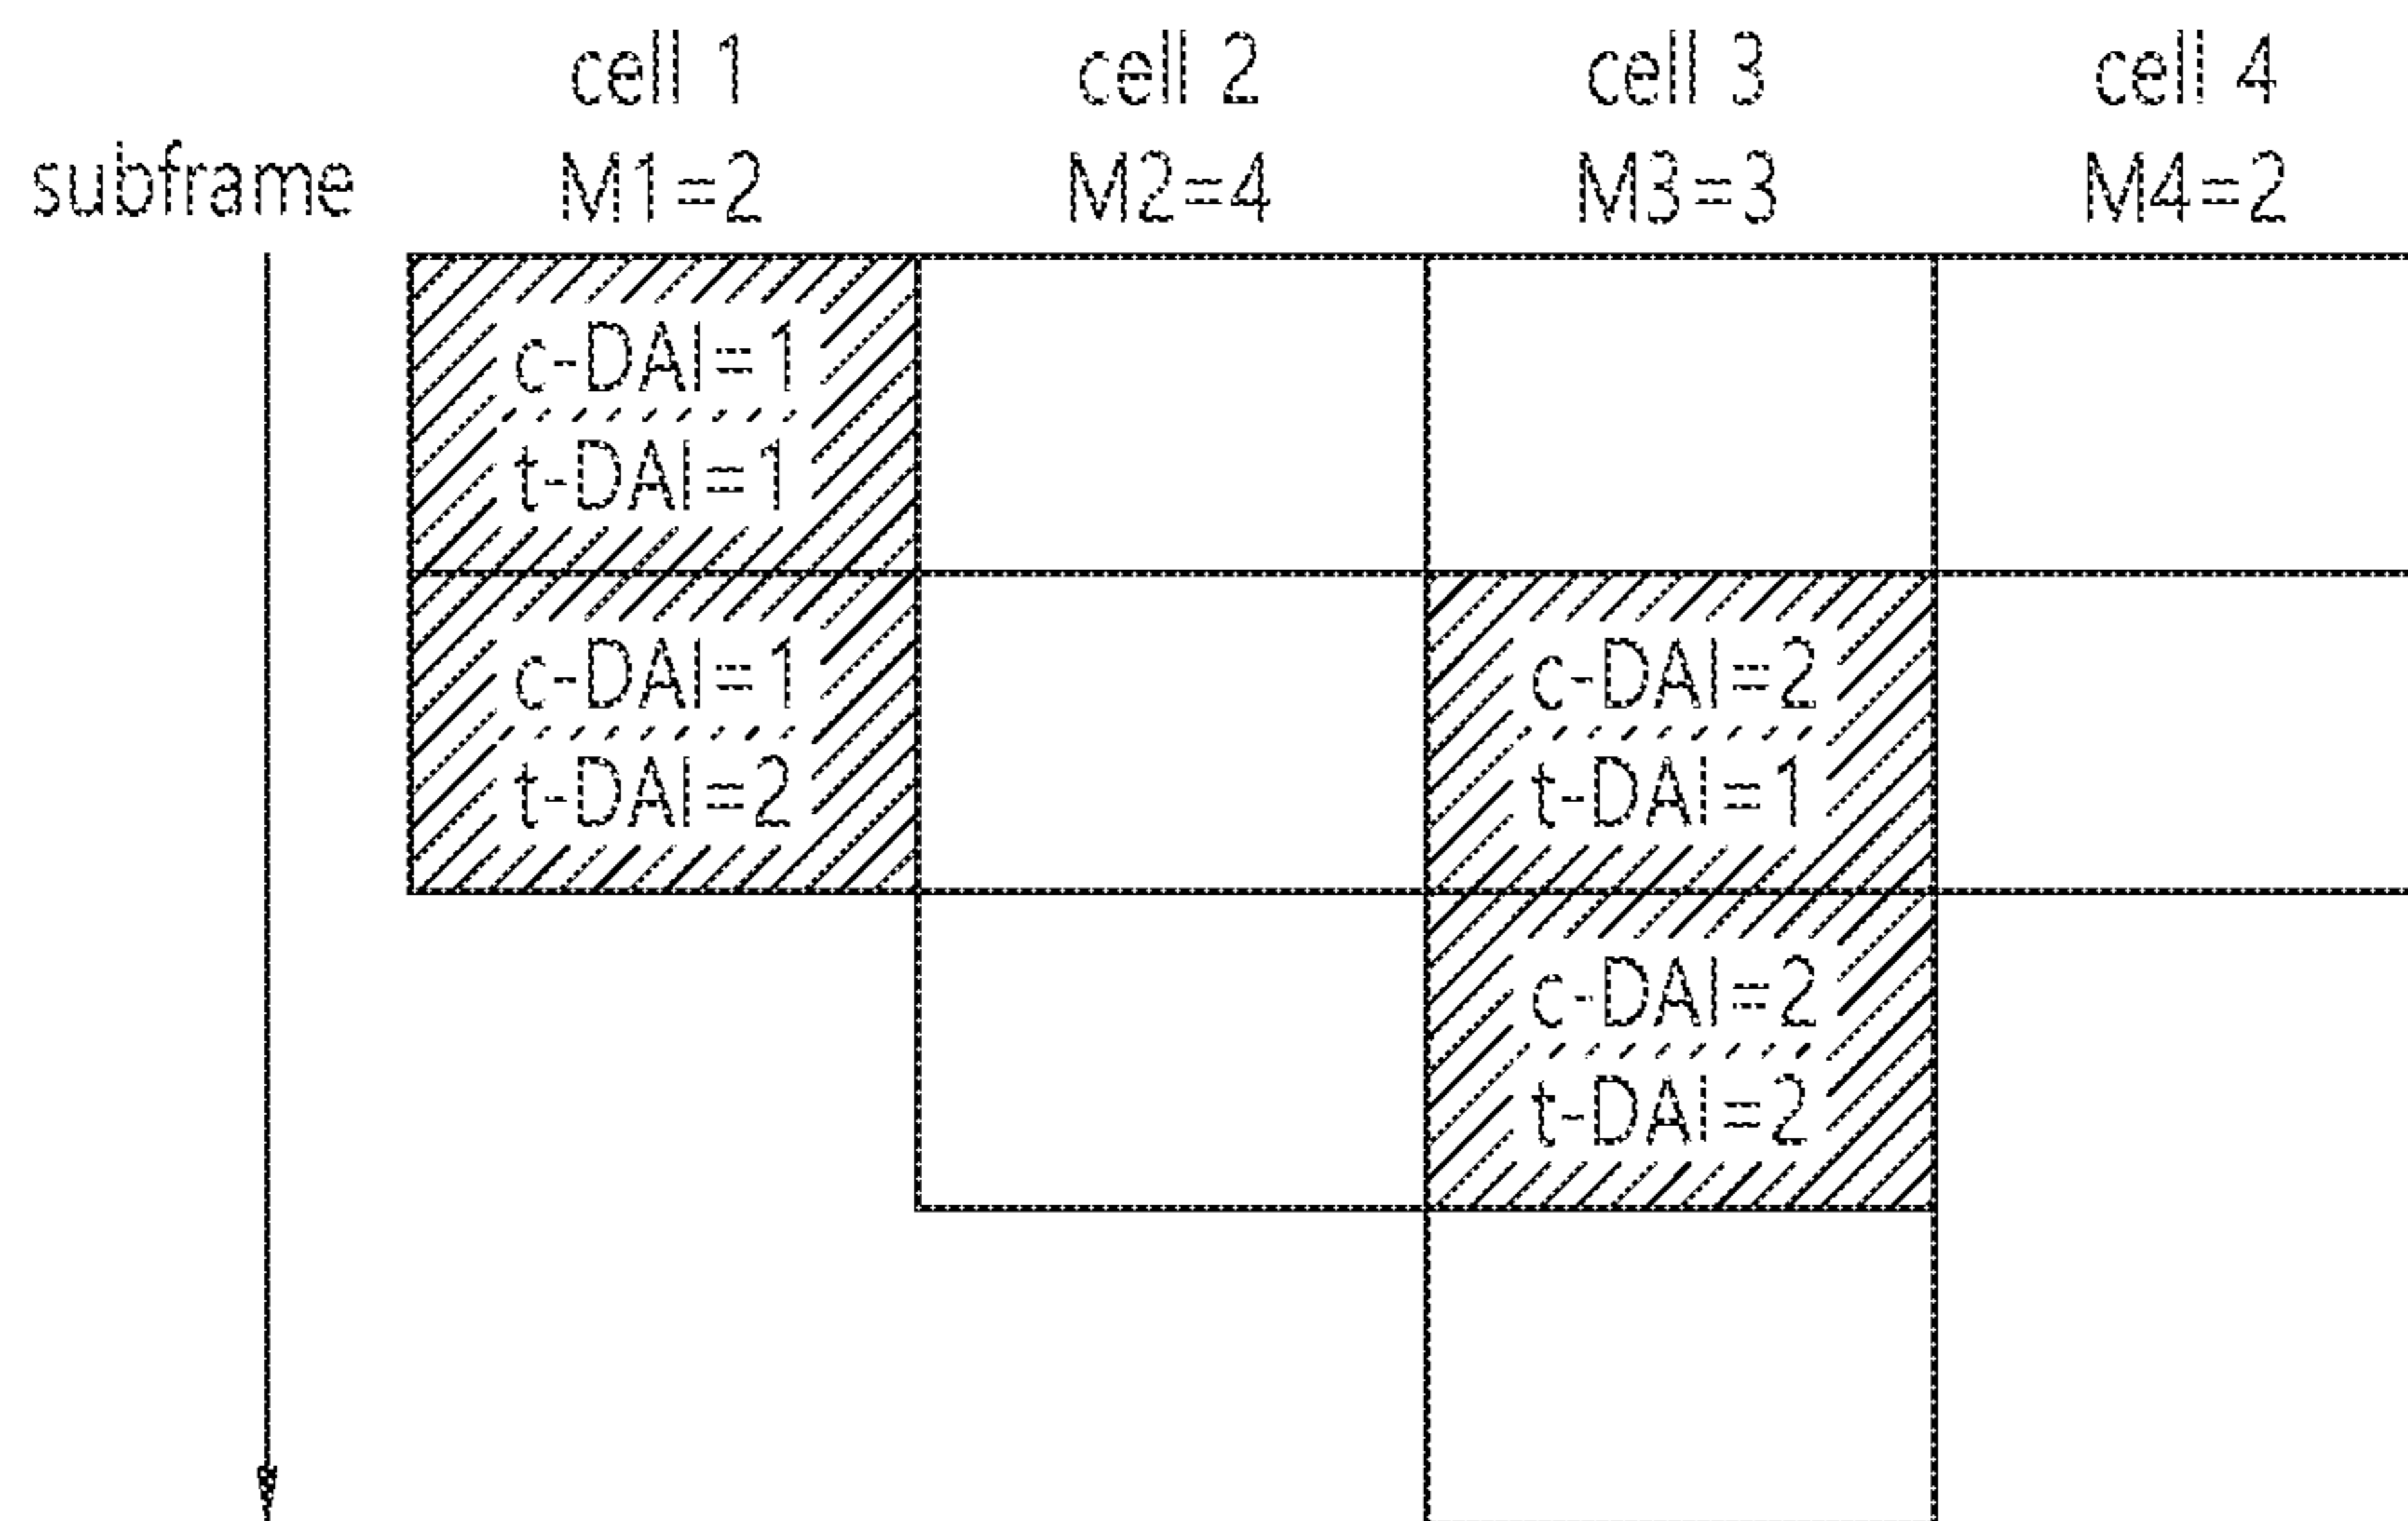 cell 1 cell 2 cell 3 cell 4
subframe M1=2 M2=4 M3=3 M4=2
c-DAI=1
t-DAI=1
c-DAI=1 c-DAI=2
t-DAI=2 t-DAI=1
c-DAI=2
t-DAI=2